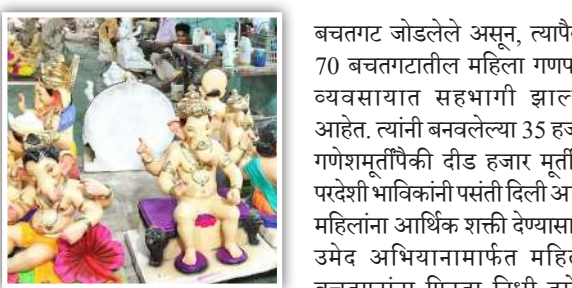 बचतगट जोडलेले असून, त्यापै
70 बचतगटातील महिला गणप
व्यवसायात सहभागी झाल
आहेत. त्यांनी बनवलेल्या 35 हज
गणेशमूर्तींपैकी दीड हजार मूर्ती
परदेशी भाविकांनी पसंती दिली अ
महिलांना आर्थिक शक्ती देण्यासा
उमेद अभियानामार्फत महिल